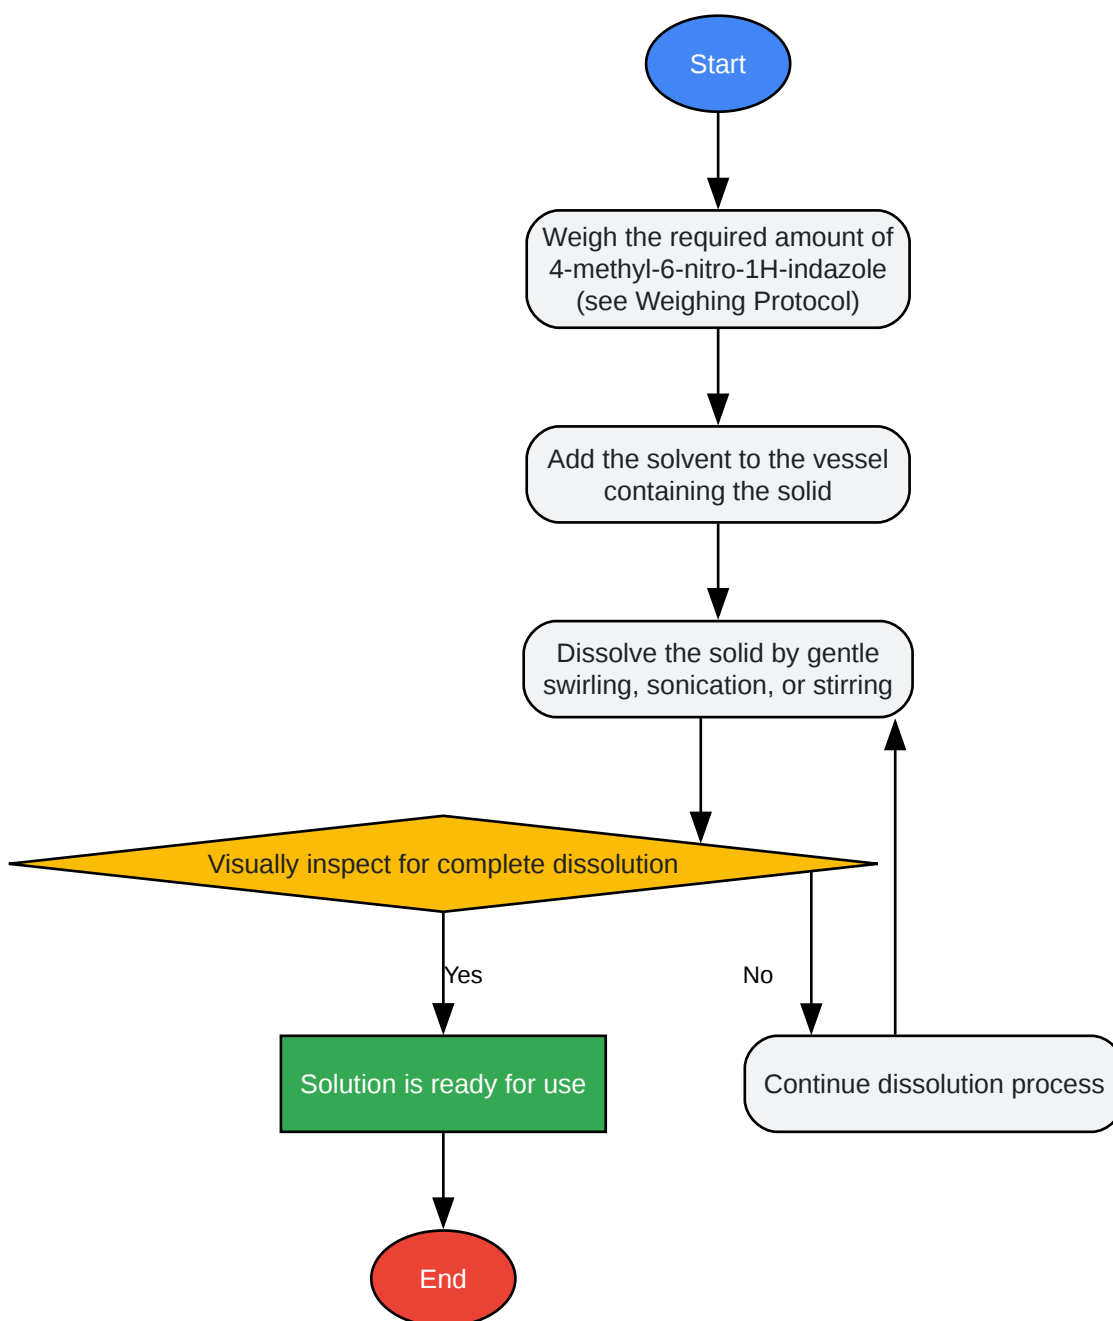 Start
Weigh the required amount of
4-methyl-6-nitro-1H-indazole
(see Weighing Protocol)
Add the solvent to the vessel
containing the solid
Dissolve the solid by gentle
swirling, sonication, or stirring
Visually inspect for complete dissolution
Yes
No
Solution is ready for use
Continue dissolution process
End